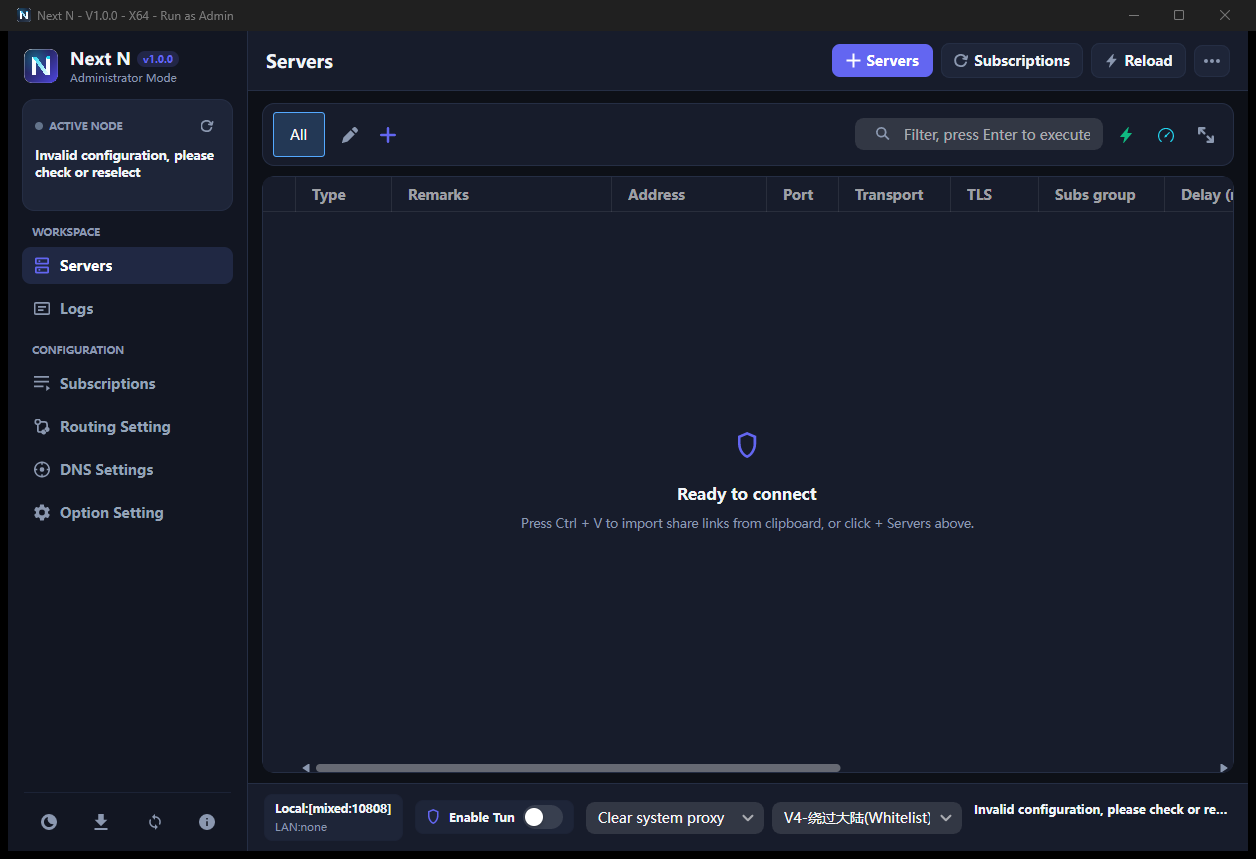 Next N - V1.0.0 - X64 - Run as Admin
Next N v1.0.0
Administrator Mode
ACTIVE NODE
Invalid configuration, please
check or reselect
WORKSPACE
Servers
Logs
CONFIGURATION
Subscriptions
Routing Setting
DNS Settings
Option Setting
Servers
Servers
Subscriptions
Reload
All
Filter, press Enter to execute
Type Remarks Address Port Transport TLS Subs group Delay (
Ready to connect
Press Ctrl + V to import share links from clipboard, or click + Servers above.
Local:[mixed:10808]
LAN:none
Enable Tun
Clear system proxy
V4-绕过大陆(Whitelist)
Invalid configuration, please check or re...